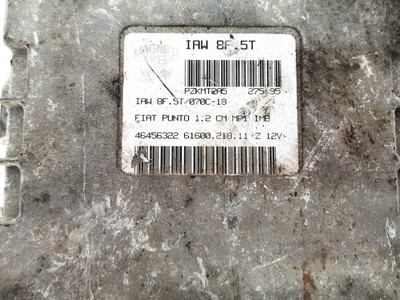 IAW 8F.5T
PZKMT2A5 275 95
IAW 8F.5T/070C-18
FIAT PUNTO 1.2 CM MPI IMB
46456322 61600.218.11 Z 12V